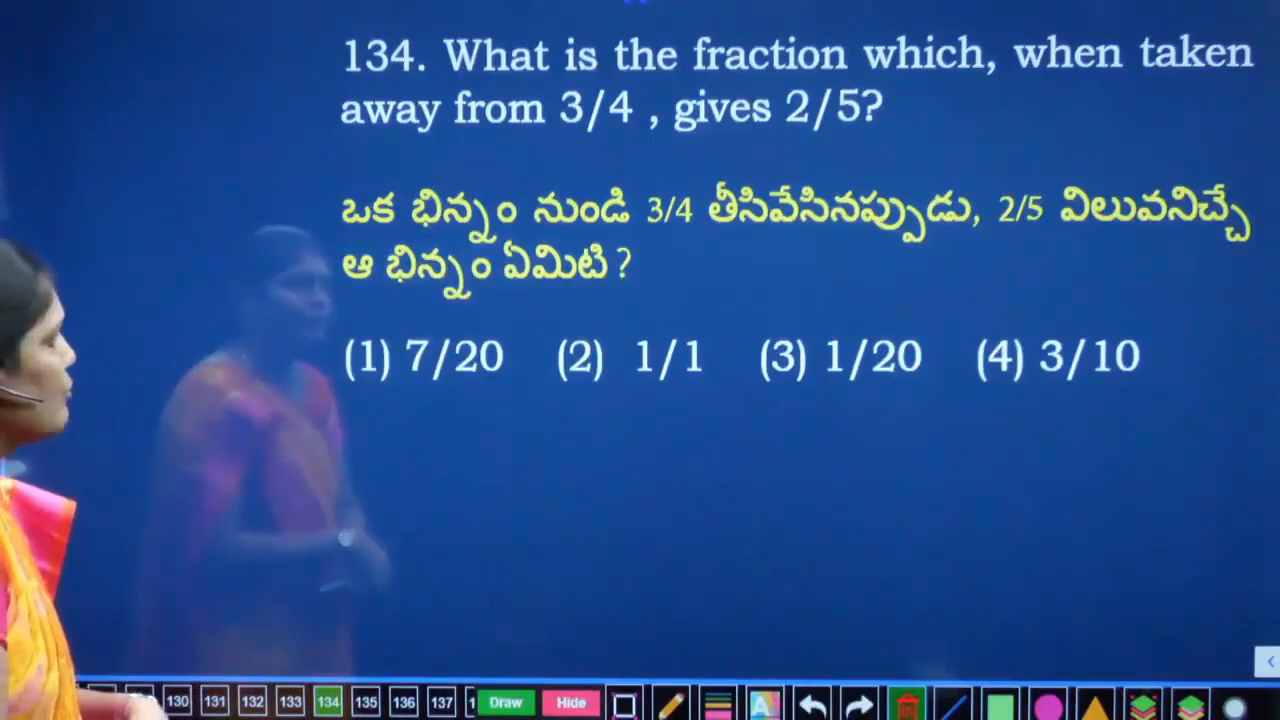 134. What is the fraction which, when taken
away from 3/4 , gives 2/5?
ఒక భిన్నం నుండి 3/4 తీసివేసినప్పుడు, 2/5 విలువనిచ్చే
ఆ భిన్నం ఏమిటి ?
(1) 7/20 (2) 1/1 (3) 1/20 (4) 3/10
130 131 132 133 134 135 136 137 Draw Hide